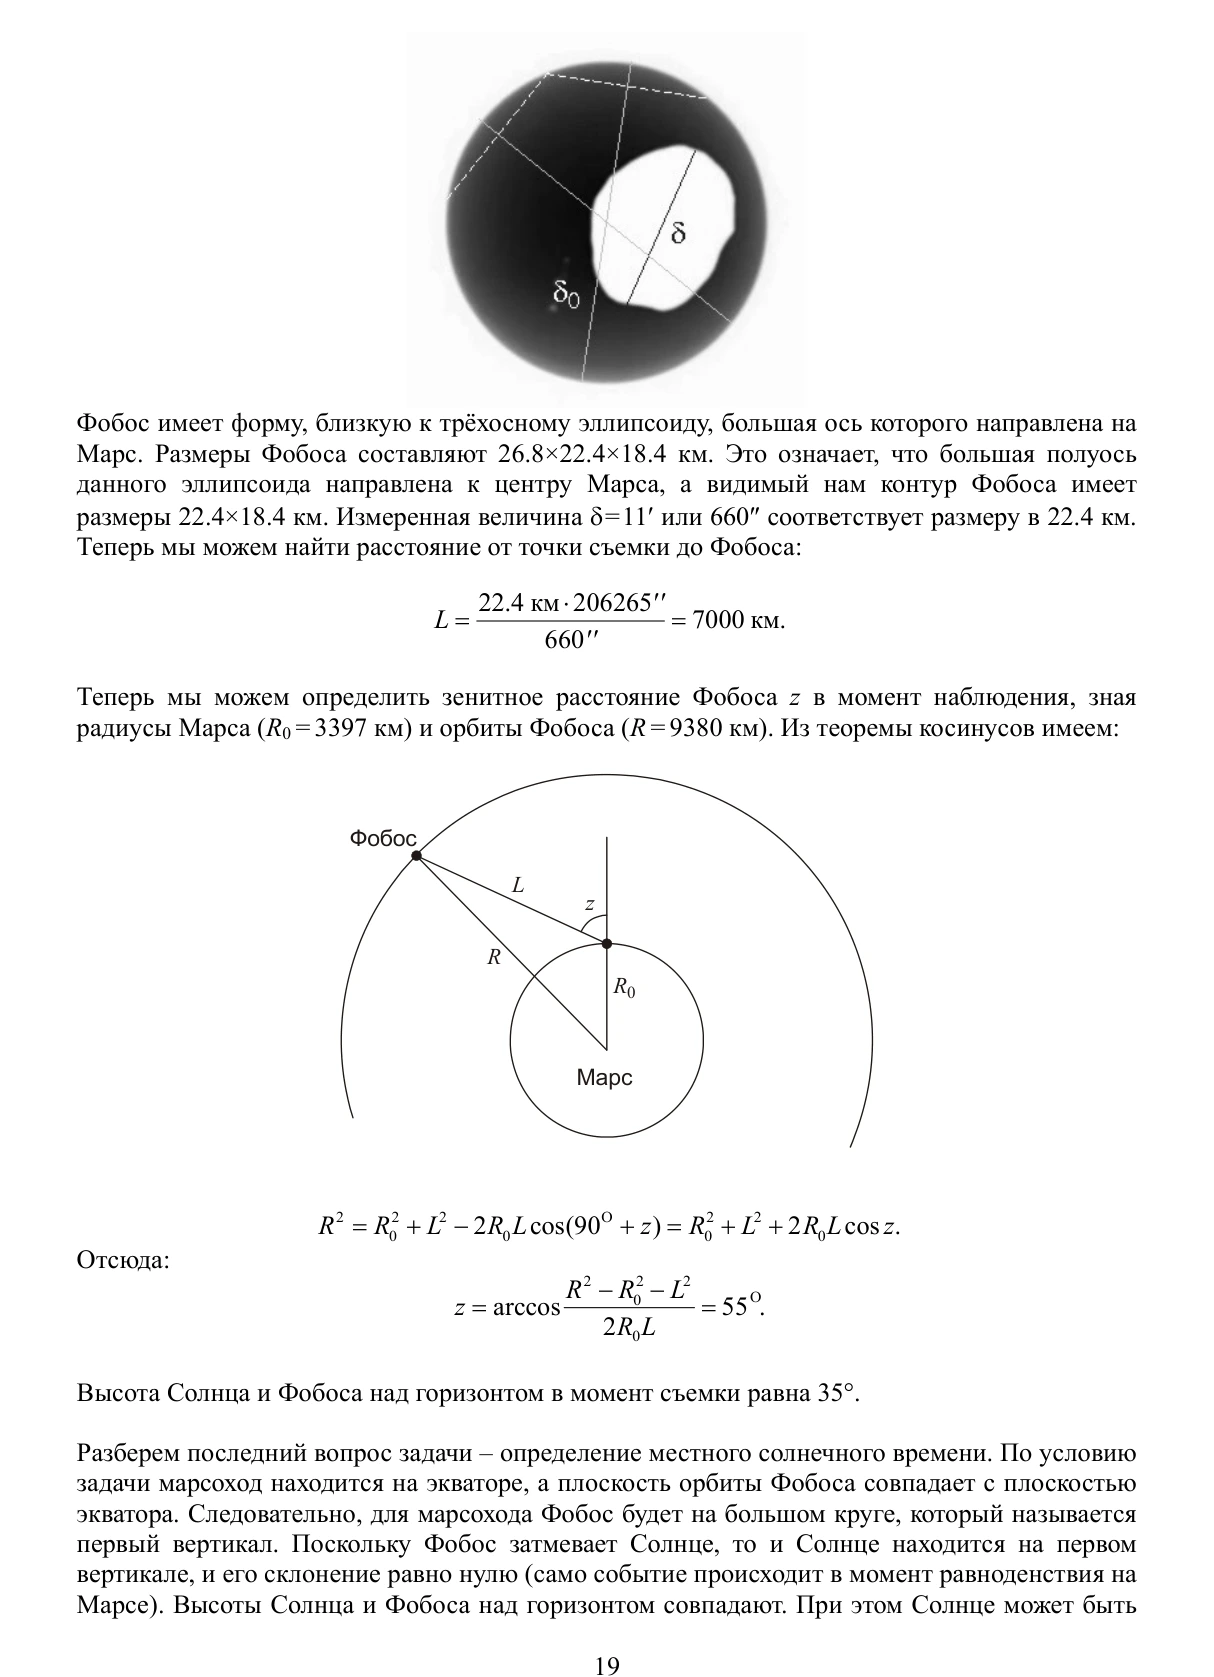 δ
δ₀
Фобос имеет форму, близкую к трёхосному эллипсоиду, большая ось которого направлена на
Марс. Размеры Фобоса составляют 26.8×22.4×18.4 км. Это означает, что большая полуось
данного эллипсоида направлена к центру Марса, а видимый нам контур Фобоса имеет
размеры 22.4×18.4 км. Измеренная величина δ=11′ или 660″ соответствует размеру в 22.4 км.
Теперь мы можем найти расстояние от точки съемки до Фобоса:
L = (22.4 км · 206265′′) / 660′′ = 7000 км.
Теперь мы можем определить зенитное расстояние Фобоса z в момент наблюдения, зная
радиусы Марса (R₀=3397 км) и орбиты Фобоса (R=9380 км). Из теоремы косинусов имеем:
Фобос
L
z
R
R₀
Марс
R² = R₀² + L² − 2R₀L cos(90° + z) = R₀² + L² + 2R₀L cos z.
Отсюда:
z = arccos (R² − R₀² − L²) / 2R₀L = 55°.
Высота Солнца и Фобоса над горизонтом в момент съемки равна 35°.
Разберем последний вопрос задачи – определение местного солнечного времени. По условию
задачи марсоход находится на экваторе, а плоскость орбиты Фобоса совпадает с плоскостью
экватора. Следовательно, для марсохода Фобос будет на большом круге, который называется
первый вертикал. Поскольку Фобос затмевает Солнце, то и Солнце находится на первом
вертикале, и его склонение равно нулю (само событие происходит в момент равноденствия на
Марсе). Высоты Солнца и Фобоса над горизонтом совпадают. При этом Солнце может быть
19